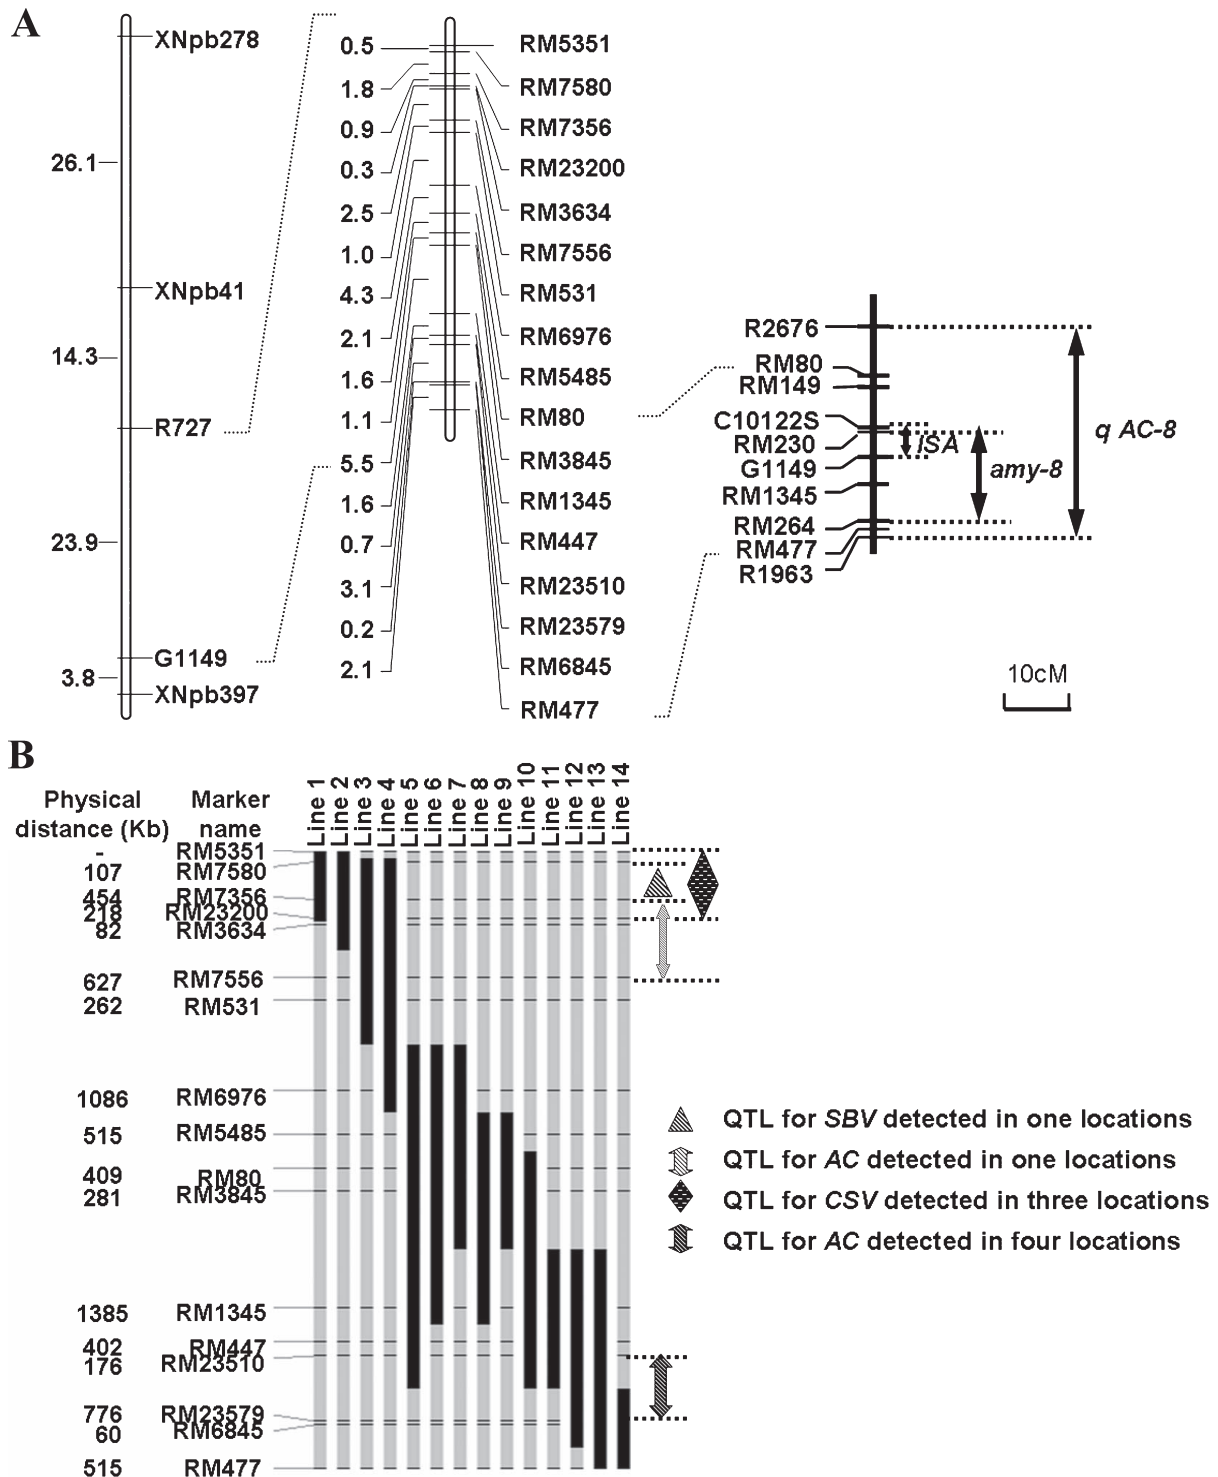 A
XNpb278
26.1
XNpb41
14.3
R727
23.9
G1149
3.8
XNpb397
0.5
1.8
0.9
0.3
2.5
1.0
4.3
2.1
1.6
1.1
5.5
1.6
0.7
3.1
0.2
2.1
RM5351
RM7580
RM7356
RM23200
RM3634
RM7556
RM531
RM6976
RM5485
RM80
RM3845
RM1345
RM447
RM23510
RM23579
RM6845
RM477
R2676
RM80
RM149
C10122S
RM230
G1149
RM1345
RM264
RM477
R1963
ISA
amy-8
q AC-8
10cM
B
Physical
distance (Kb)
Marker
name
Line 1
Line 2
Line 3
Line 4
Line 5
Line 6
Line 7
Line 8
Line 9
Line 10
Line 11
Line 12
Line 13
Line 14
- RM5351
107 RM7580
454 RM7356
218 RM23200
82 RM3634
627 RM7556
262 RM531
1086 RM6976
515 RM5485
409 RM80
281 RM3845
1385 RM1345
402 RM447
176 RM23510
776 RM23579
60 RM6845
515 RM477
QTL for SBV detected in one locations
QTL for AC detected in one locations
QTL for CSV detected in three locations
QTL for AC detected in four locations